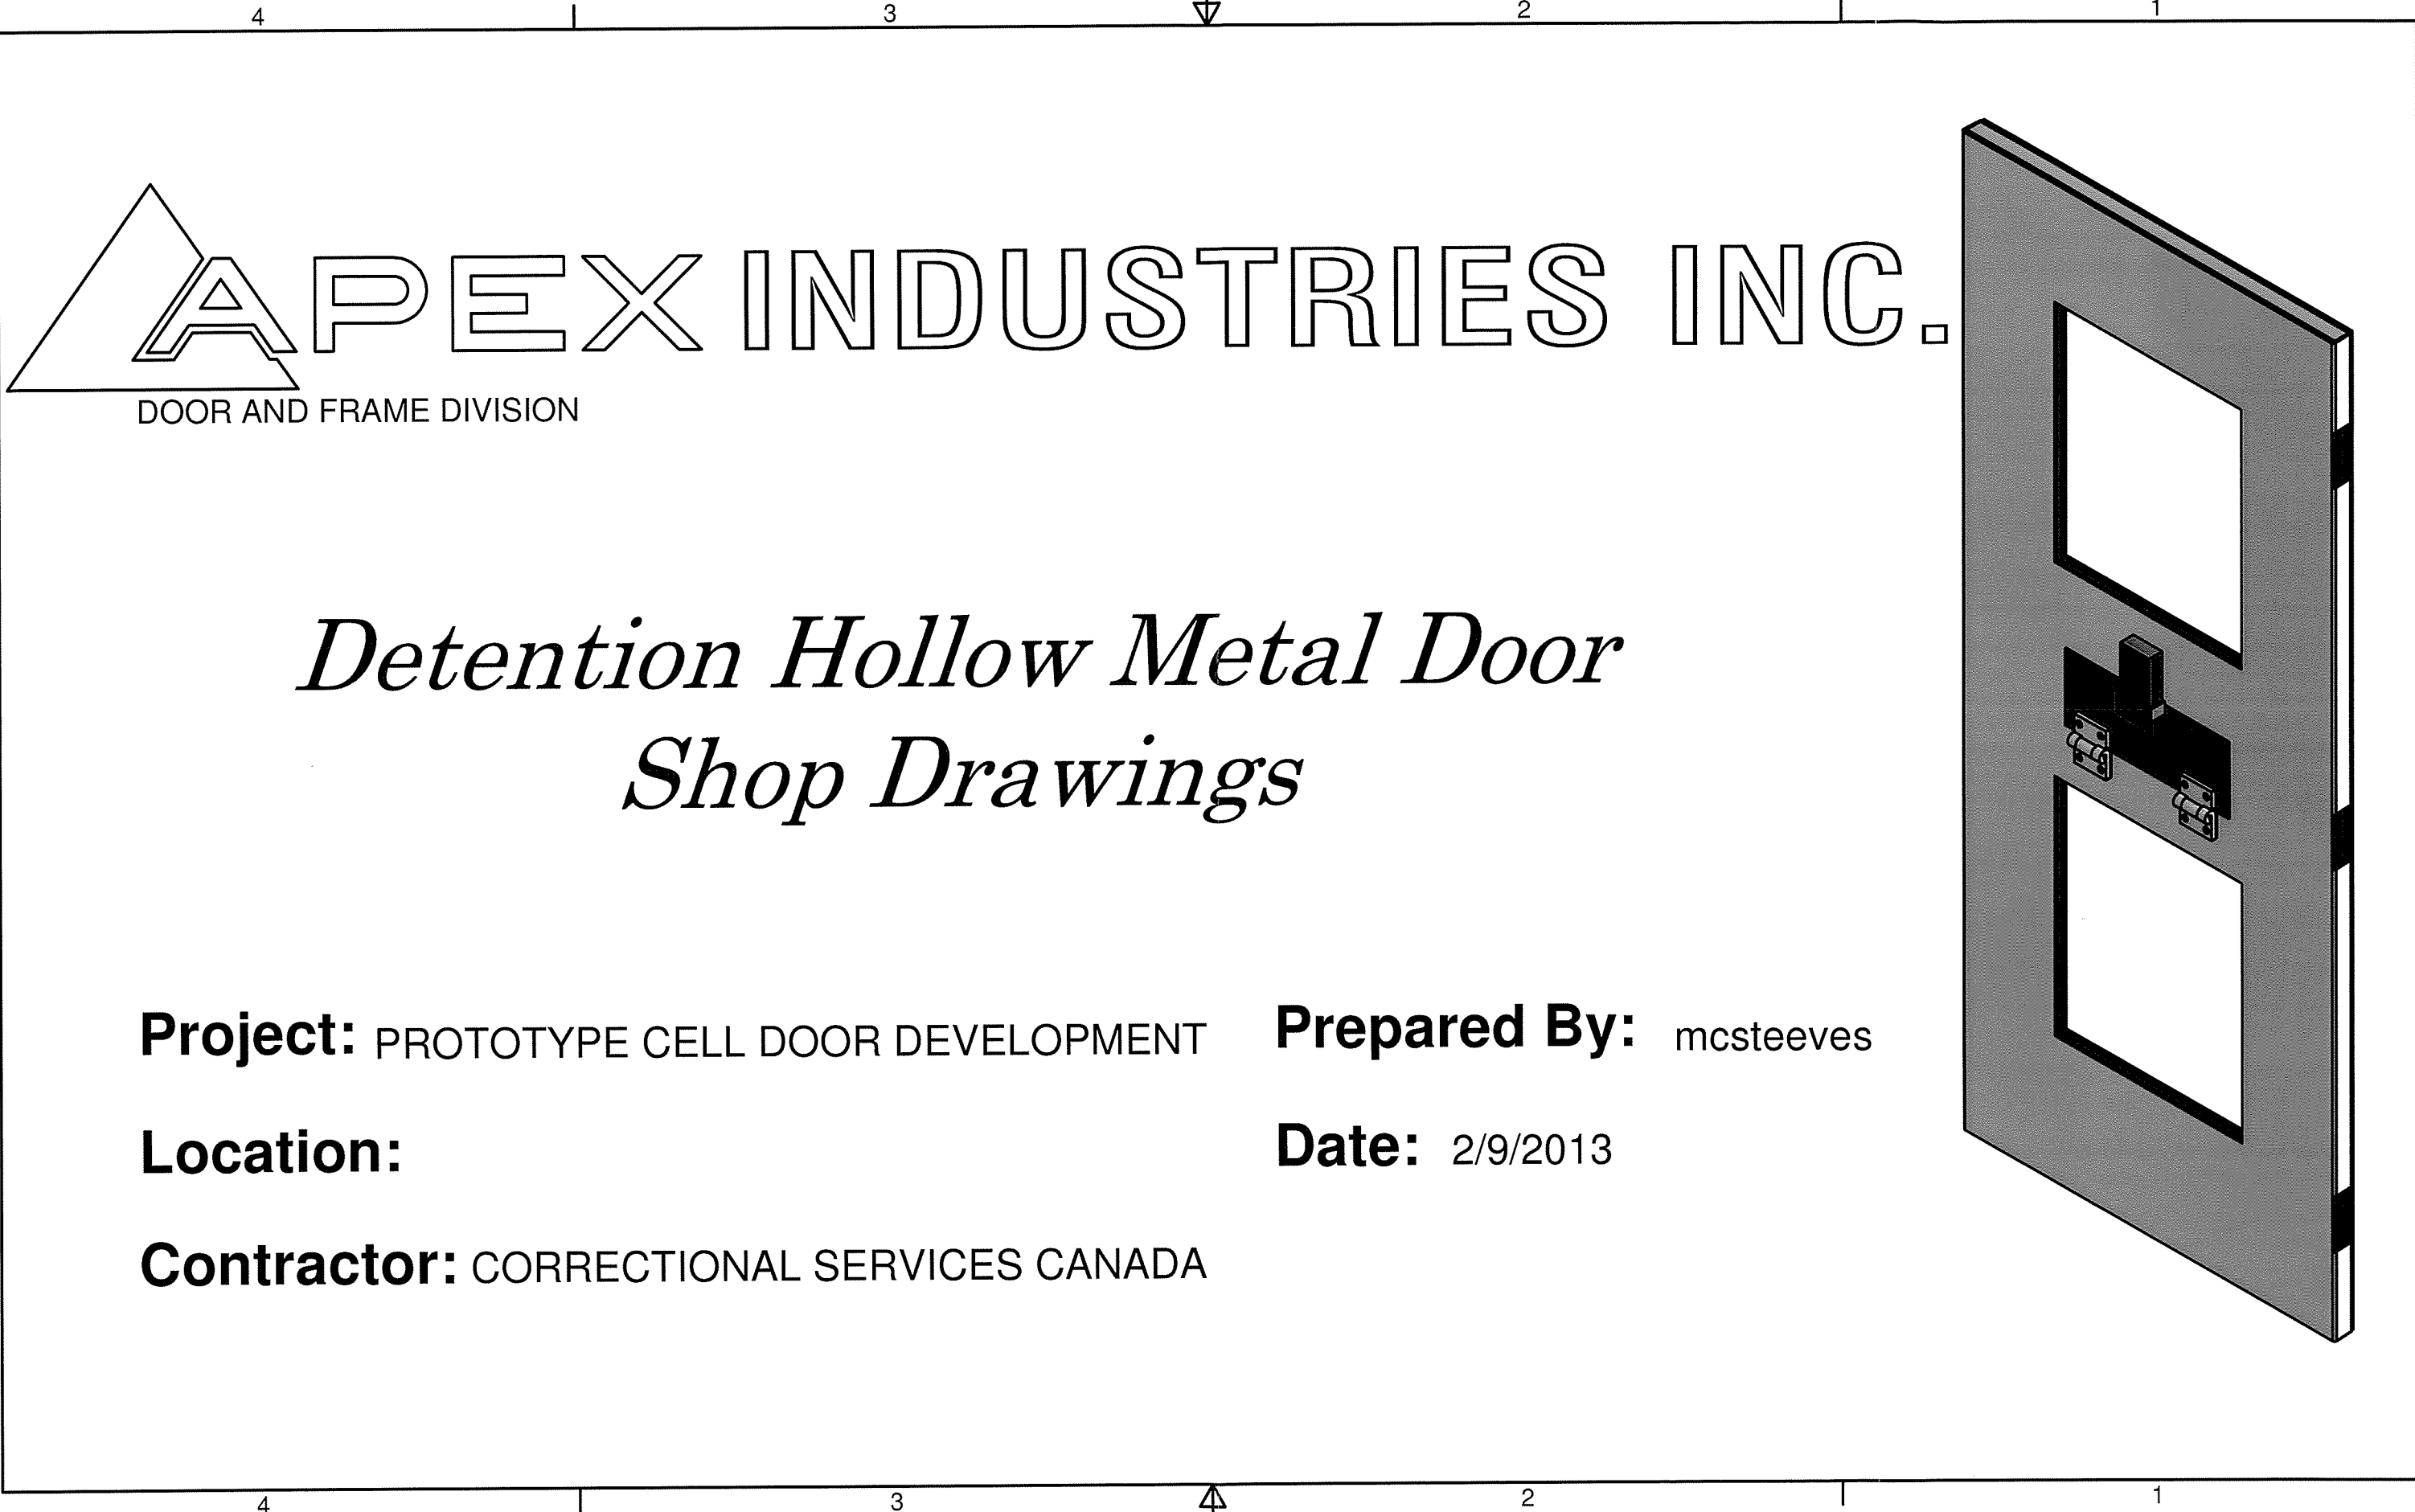 4 3 2 1
APEX INDUSTRIES INC.
DOOR AND FRAME DIVISION
Detention Hollow Metal Door
Shop Drawings
Project: PROTOTYPE CELL DOOR DEVELOPMENT
Prepared By: mcsteeves
Location:
Date: 2/9/2013
Contractor: CORRECTIONAL SERVICES CANADA
4 3 2 1